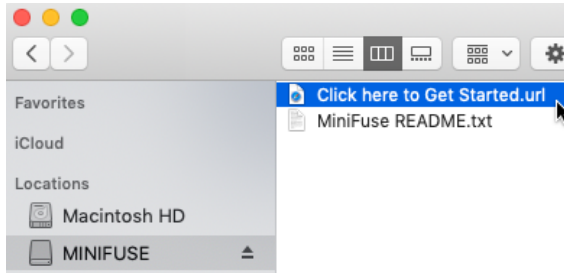 Favorites
iCloud
Locations
Macintosh HD
MINIFUSE
Click here to Get Started.url
MiniFuse README.txt